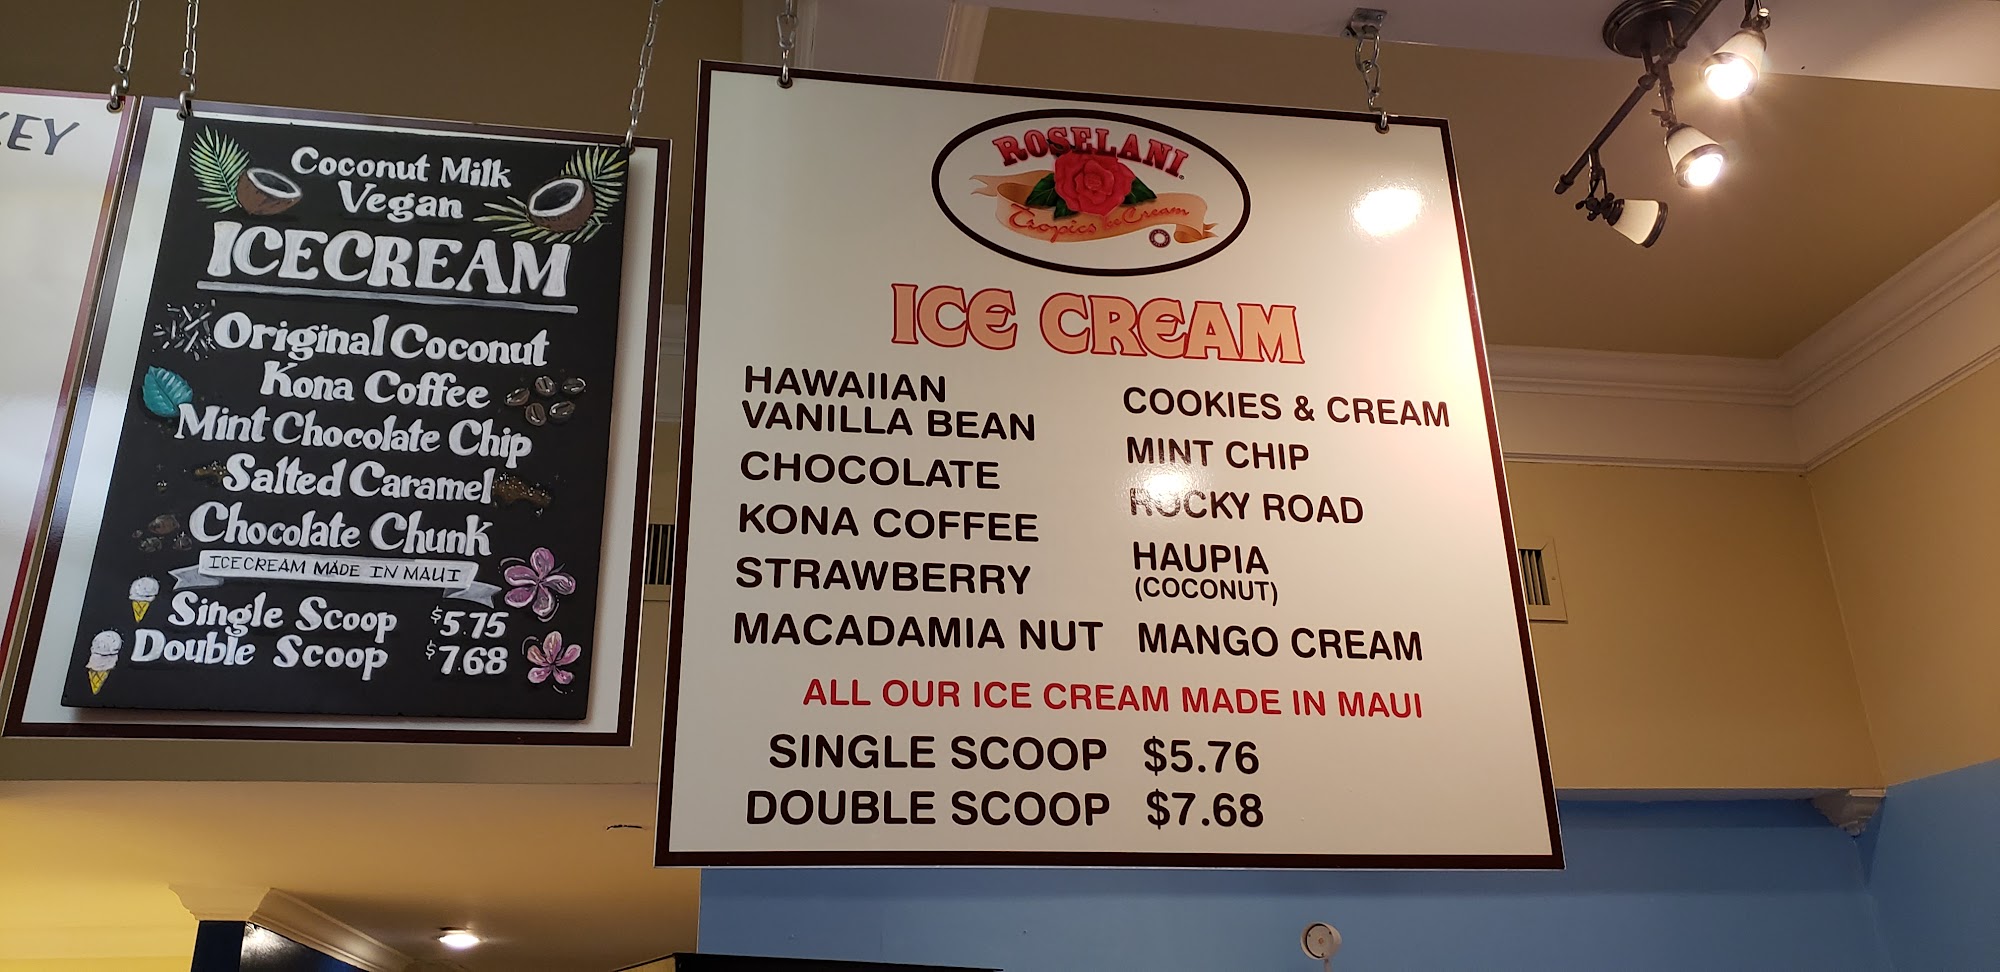 KEY
Coconut Milk
Vegan
ICECREAM
Original Coconut
Kona Coffee
Mint Chocolate Chip
Salted Caramel
Chocolate Chunk
ICECREAM MADE IN MAUI
Single Scoop $5.75
Double Scoop $7.68
ROSELANI
Tropics Ice Cream
ICE CREAM
HAWAIIAN
VANILLA BEAN
CHOCOLATE
KONA COFFEE
STRAWBERRY
MACADAMIA NUT
COOKIES & CREAM
MINT CHIP
ROCKY ROAD
HAUPIA
(COCONUT)
MANGO CREAM
ALL OUR ICE CREAM MADE IN MAUI
SINGLE SCOOP $5.76
DOUBLE SCOOP $7.68